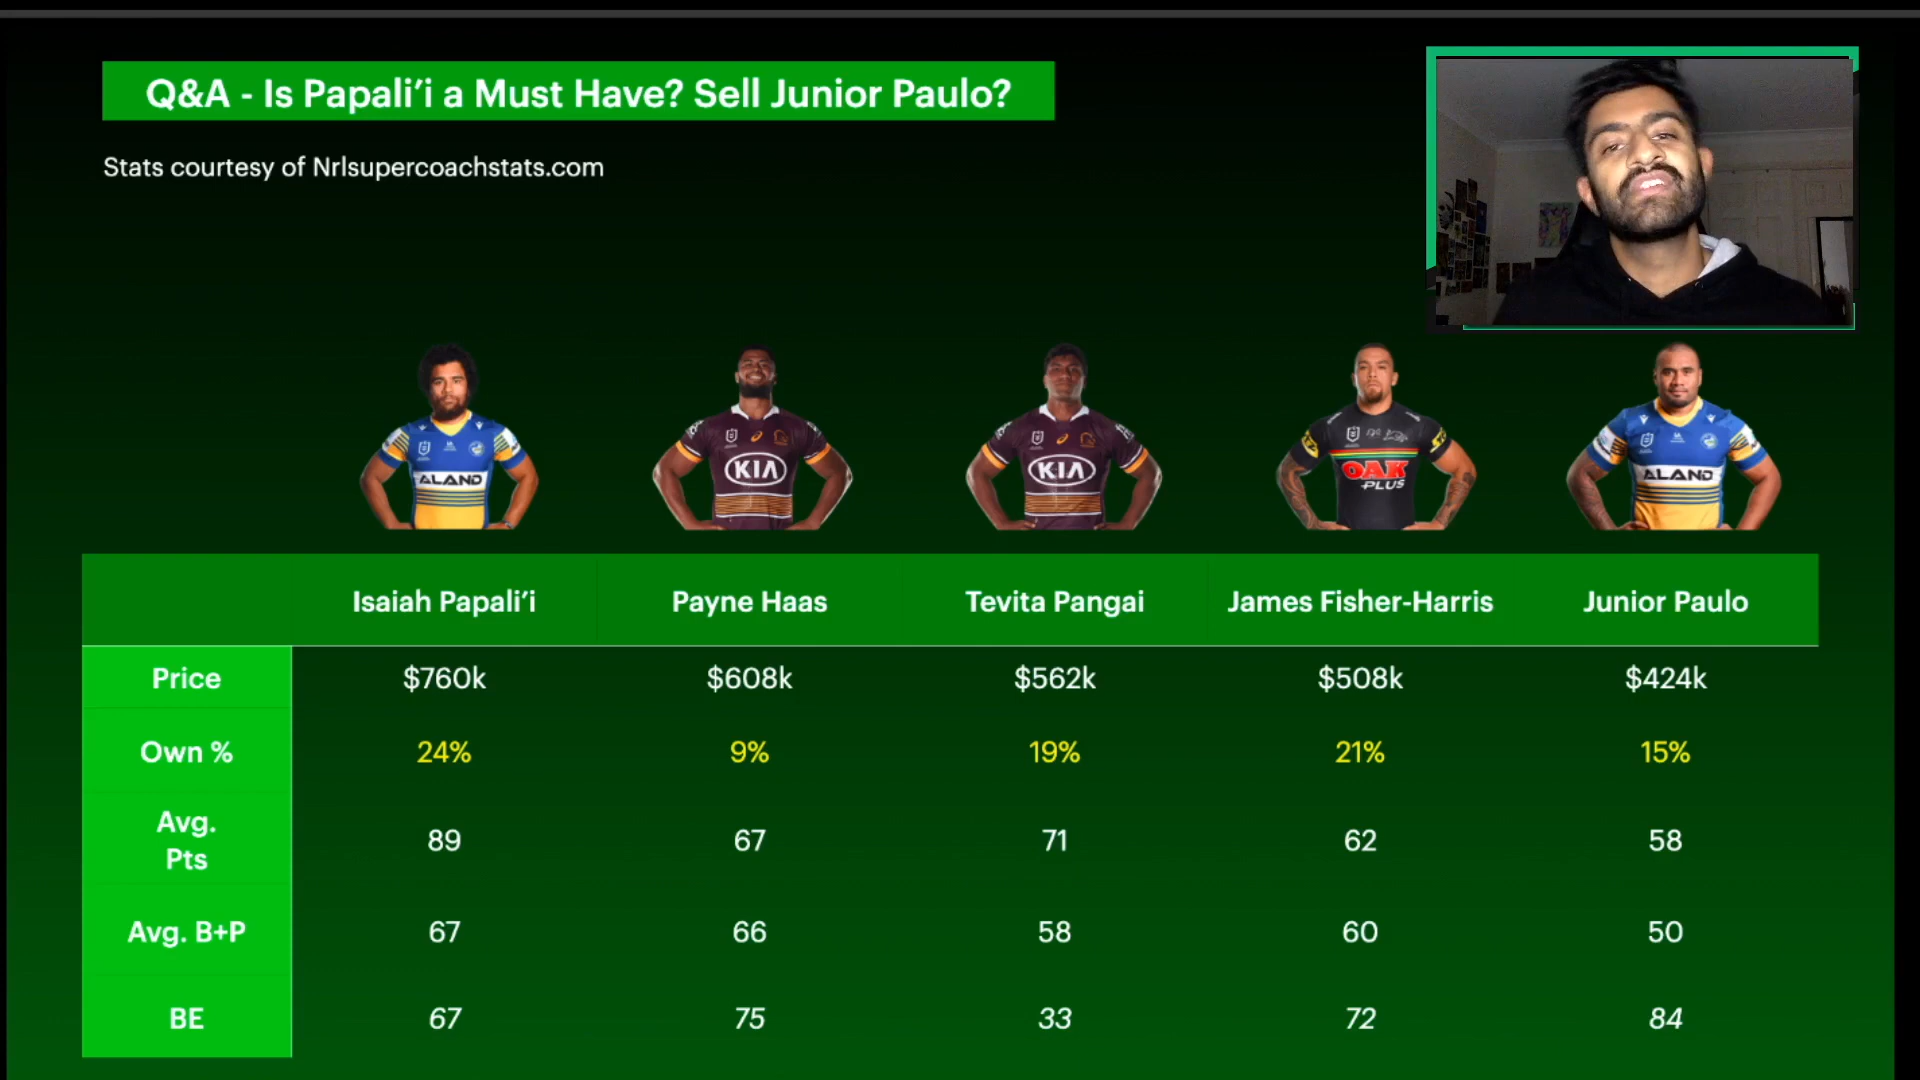 Q&A - Is Papali'i a Must Have? Sell Junior Paulo?
Stats courtesy of Nrlsupercoachstats.com
ALAND
KIA
KIA
OAK
PLUS
ALAND
Isaiah Papali'i Payne Haas Tevita Pangai James Fisher-Harris Junior Paulo
Price $760k $608k $562k $508k $424k
Own % 24% 9% 19% 21% 15%
Avg.
Pts 89 67 71 62 58
Avg. B+P 67 66 58 60 50
BE 67 75 33 72 84